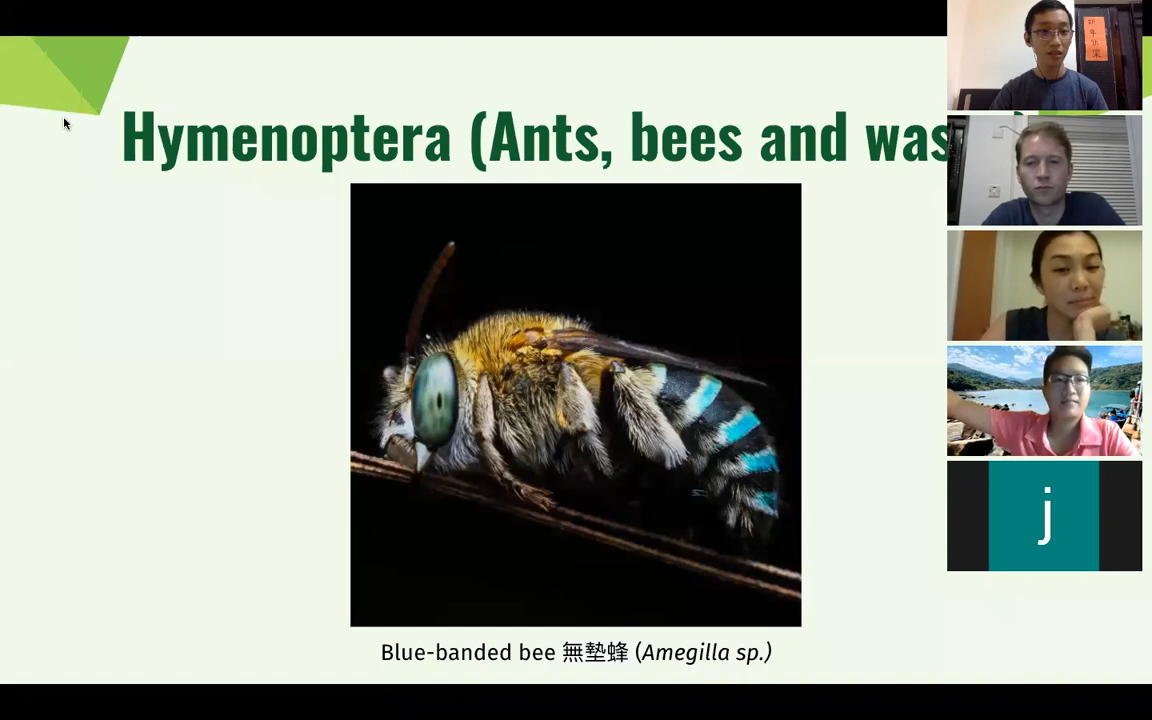 Hymenoptera (Ants, bees and was
Blue-banded bee 無墊蜂 (Amegilla sp.)
j